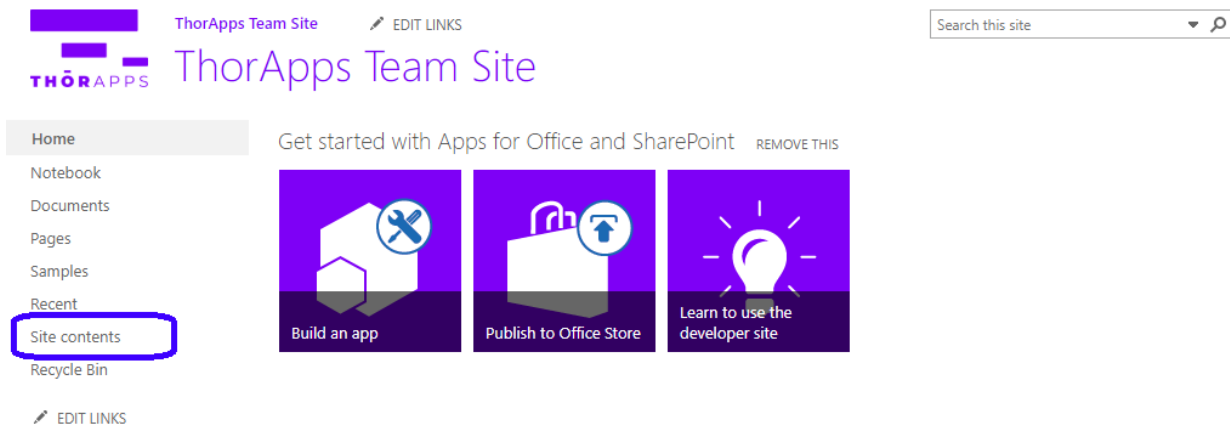 ThorApps Team Site EDIT LINKS
Search this site
THŌRAPPS
ThorApps Team Site
Home
Notebook
Documents
Pages
Samples
Recent
Site contents
Recycle Bin
EDIT LINKS
Get started with Apps for Office and SharePoint REMOVE THIS
Build an app
Publish to Office Store
Learn to use the
developer site